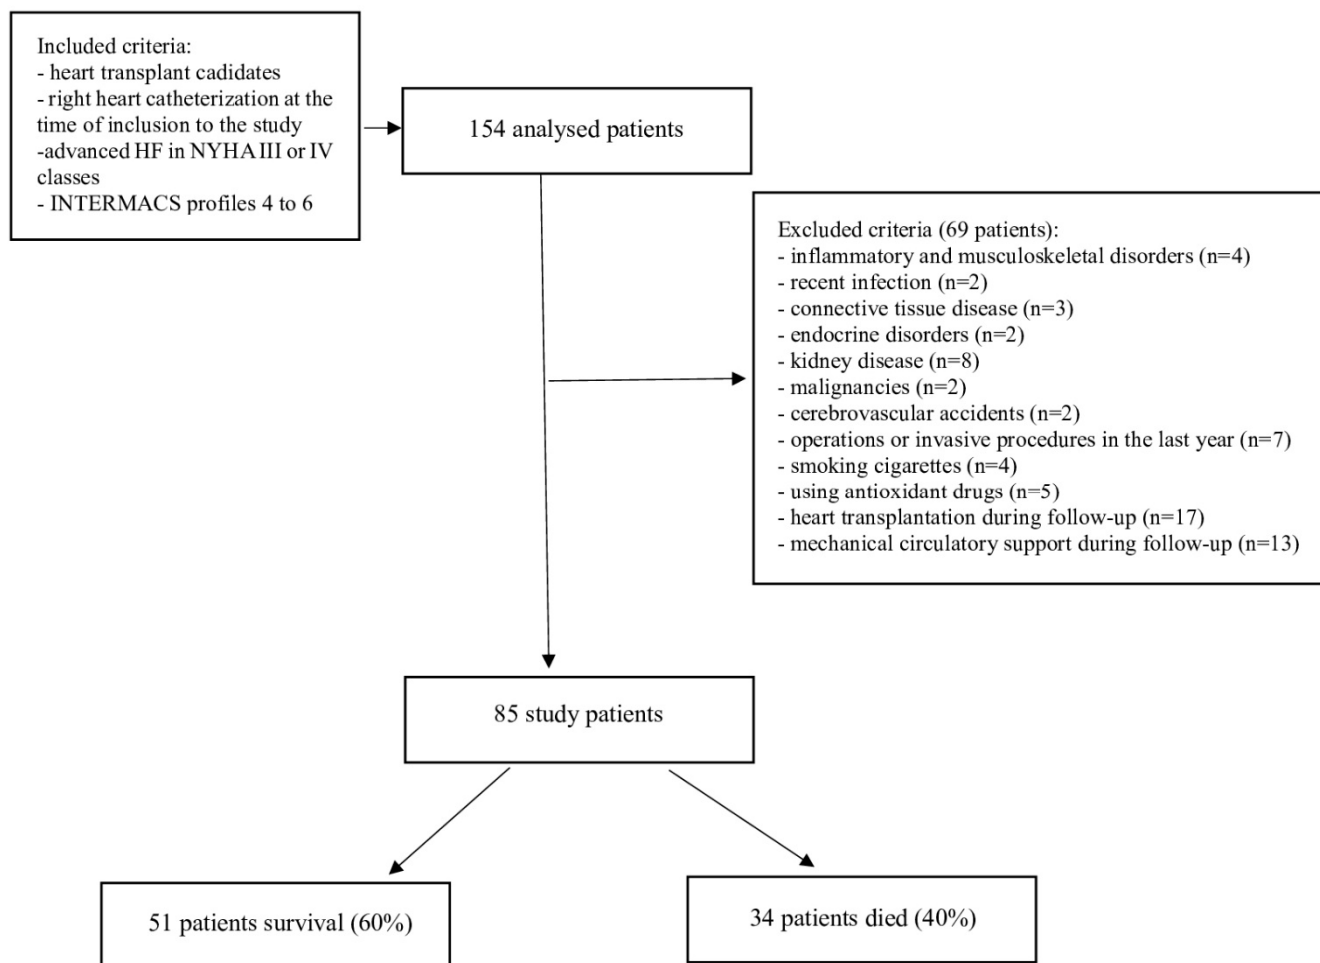 Included criteria:
- heart transplant cadidates
- right heart catheterization at the
time of inclusion to the study
-advanced HF in NYHA III or IV
classes
- INTERMACS profiles 4 to 6
154 analysed patients
Excluded criteria (69 patients):
- inflammatory and musculoskeletal disorders (n=4)
- recent infection (n=2)
- connective tissue disease (n=3)
- endocrine disorders (n=2)
- kidney disease (n=8)
- malignancies (n=2)
- cerebrovascular accidents (n=2)
- operations or invasive procedures in the last year (n=7)
- smoking cigarettes (n=4)
- using antioxidant drugs (n=5)
- heart transplantation during follow-up (n=17)
- mechanical circulatory support during follow-up (n=13)
85 study patients
51 patients survival (60%)
34 patients died (40%)